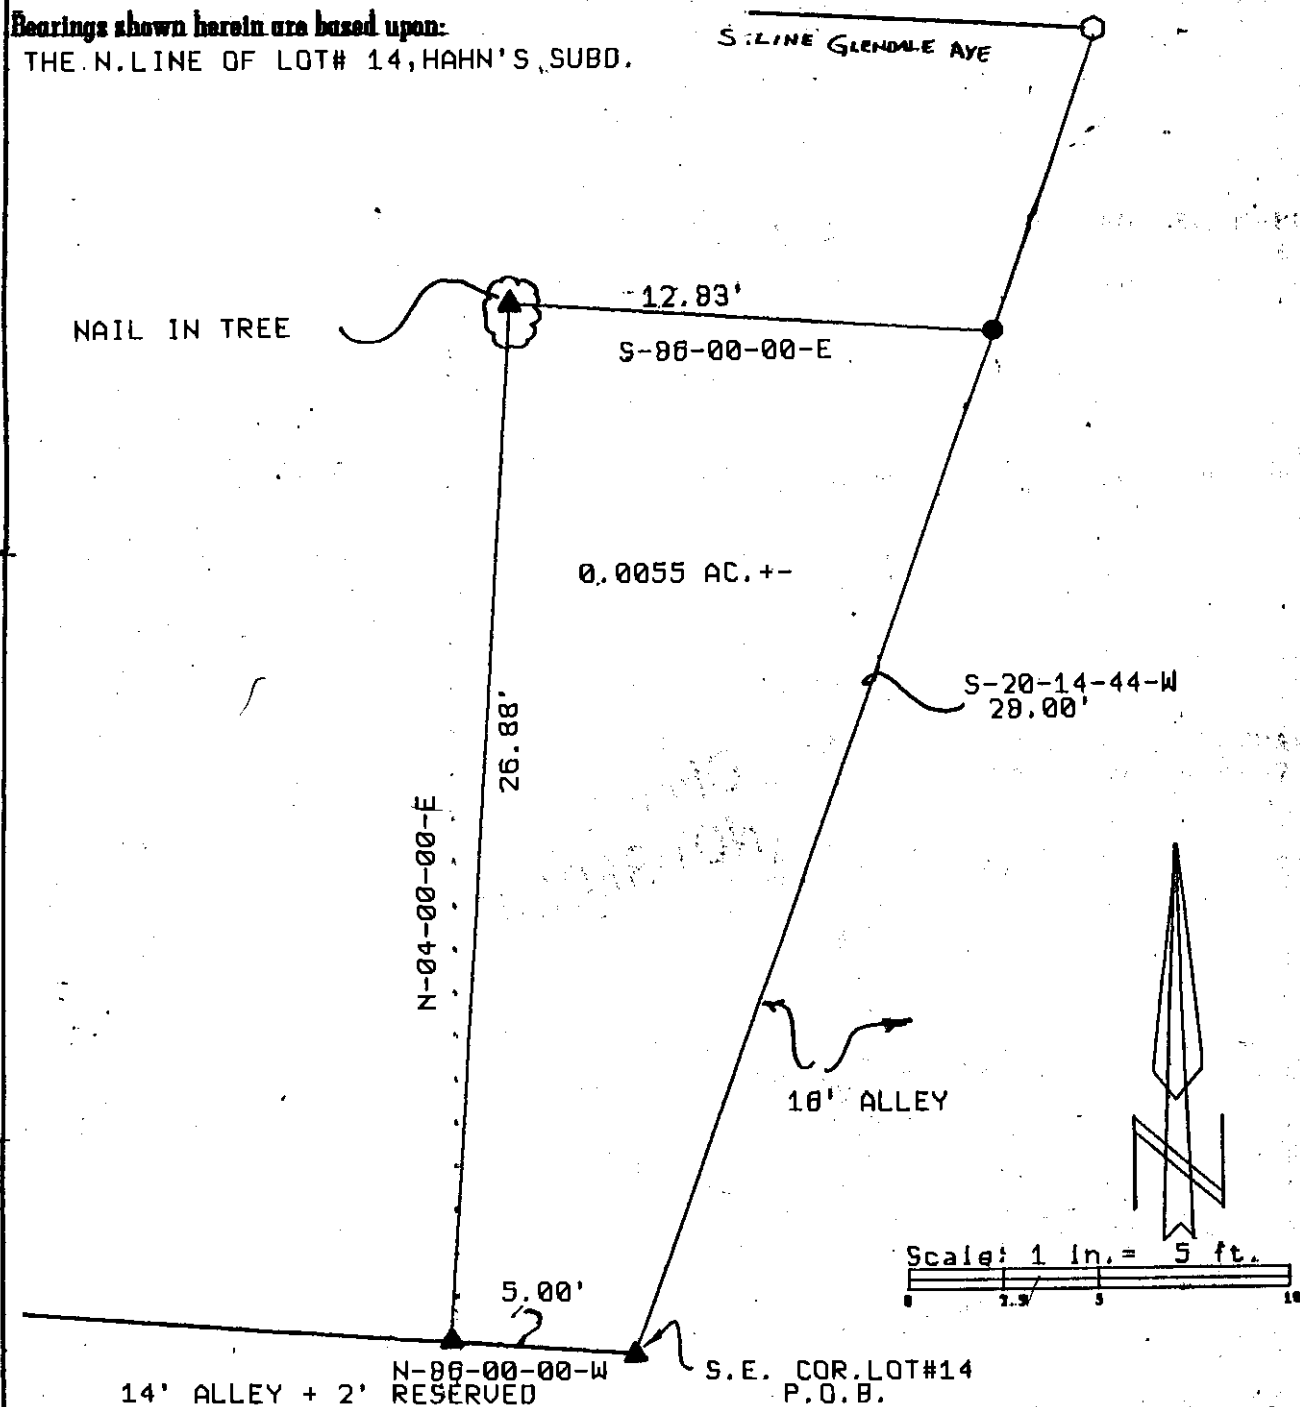 Bearings shown herein are based upon:
THE N.LINE OF LOT# 14, HAHN'S SUBD.
S. LINE GLENDALE AVE
12.83'
NAIL IN TREE
S-86-00-00-E
0.0055 AC.+-
S-20-14-44-W
28.00'
26.88'
N-04-00-00-E
16' ALLEY
N
Scale: 1 in.= 5 ft.
0 2.5 5 10
5.00'
N-86-00-00-W
S.E. COR.LOT#14
14' ALLEY + 2' RESERVED
P.O.B.